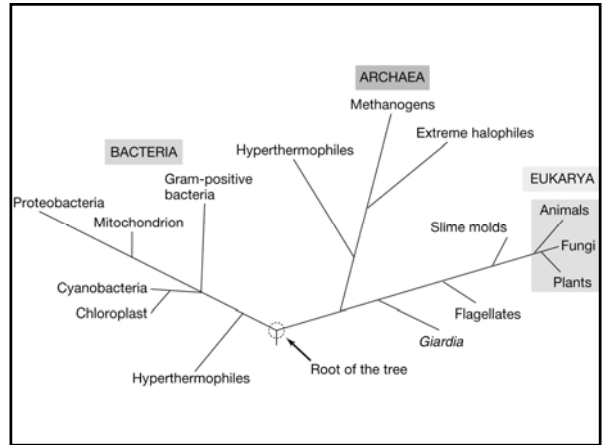 ARCHAEA
Methanogens
Extreme halophiles
Hyperthermophiles
BACTERIA
Gram-positive
bacteria
EUKARYA
Proteobacteria
Mitochondrion
Animals
Slime molds
Fungi
Cyanobacteria
Plants
Chloroplast
Flagellates
Giardia
Root of the tree
Hyperthermophiles